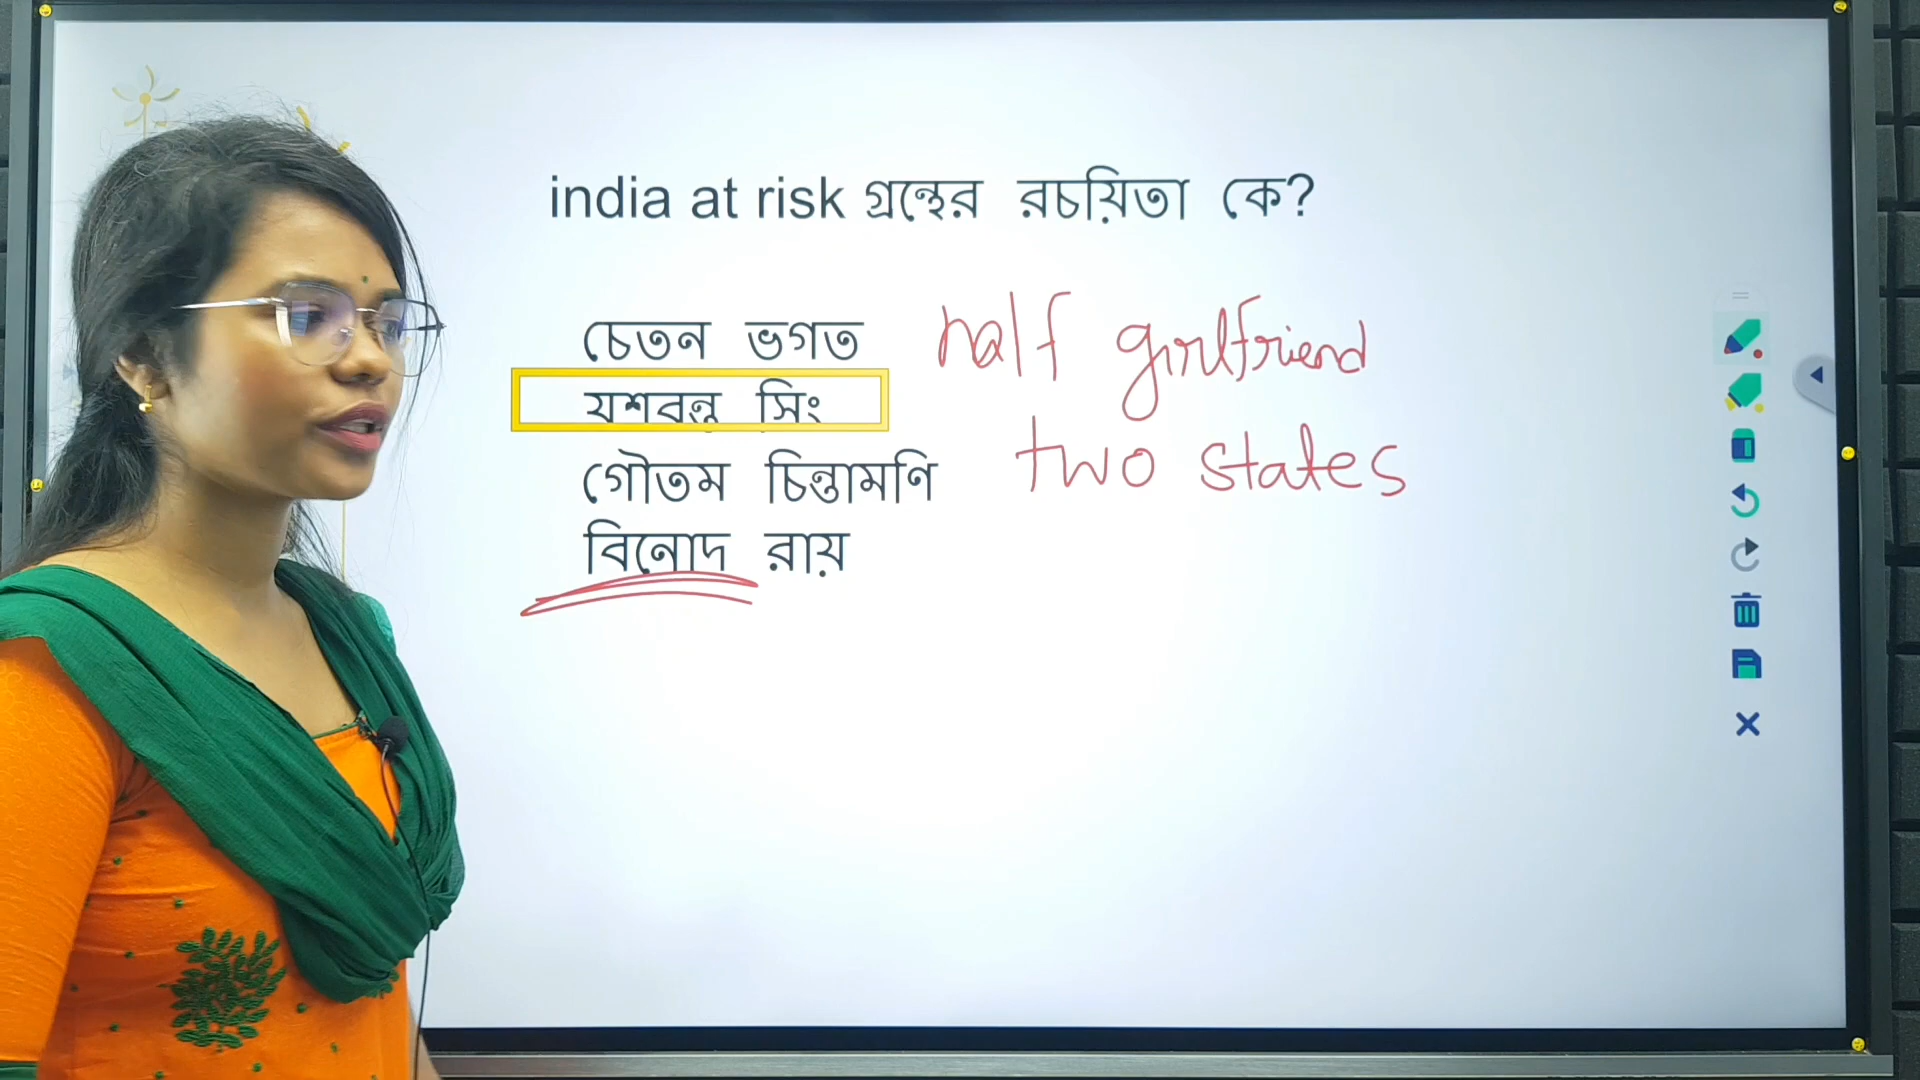 india at risk গ্রন্থের রচয়িতা কে?
চেতন ভগত half girlfriend
যশবন্ত সিং
গৌতম চিন্তামণি two states
বিনোদ রায়